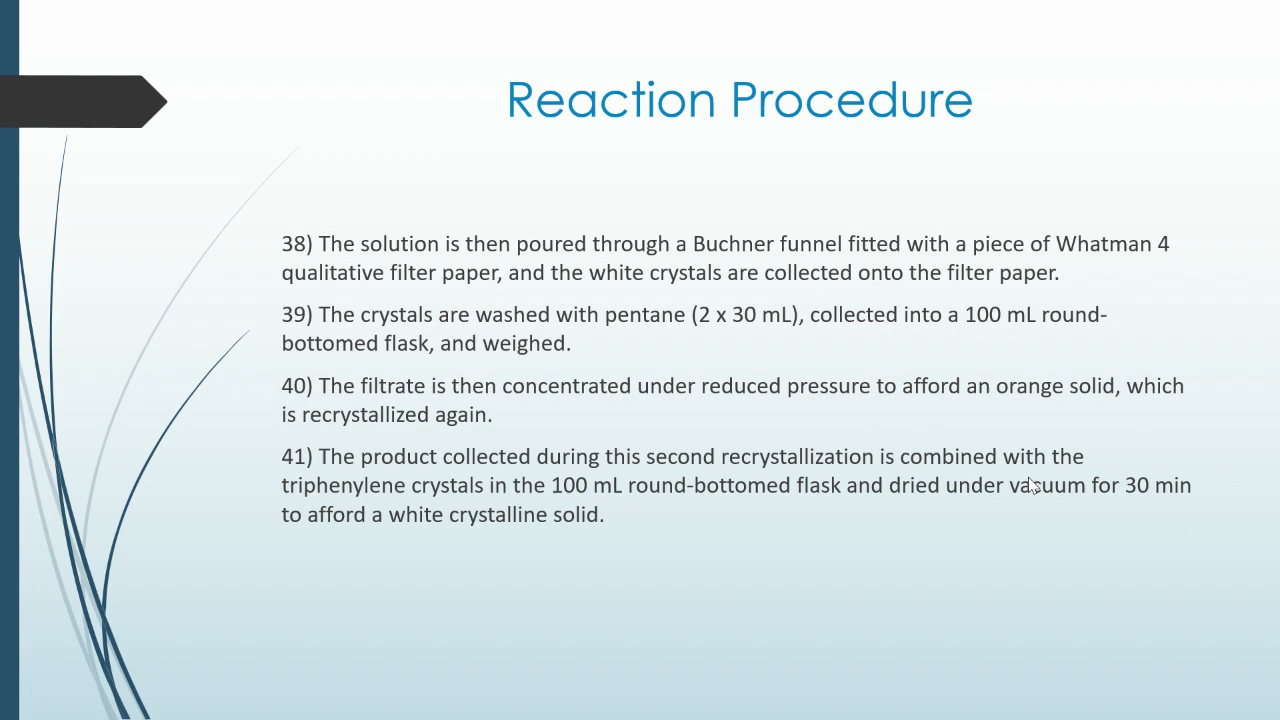 Reaction Procedure
38) The solution is then poured through a Buchner funnel fitted with a piece of Whatman 4
qualitative filter paper, and the white crystals are collected onto the filter paper.
39) The crystals are washed with pentane (2 x 30 mL), collected into a 100 mL round-
bottomed flask, and weighed.
40) The filtrate is then concentrated under reduced pressure to afford an orange solid, which
is recrystallized again.
41) The product collected during this second recrystallization is combined with the
triphenylene crystals in the 100 mL round-bottomed flask and dried under vacuum for 30 min
to afford a white crystalline solid.